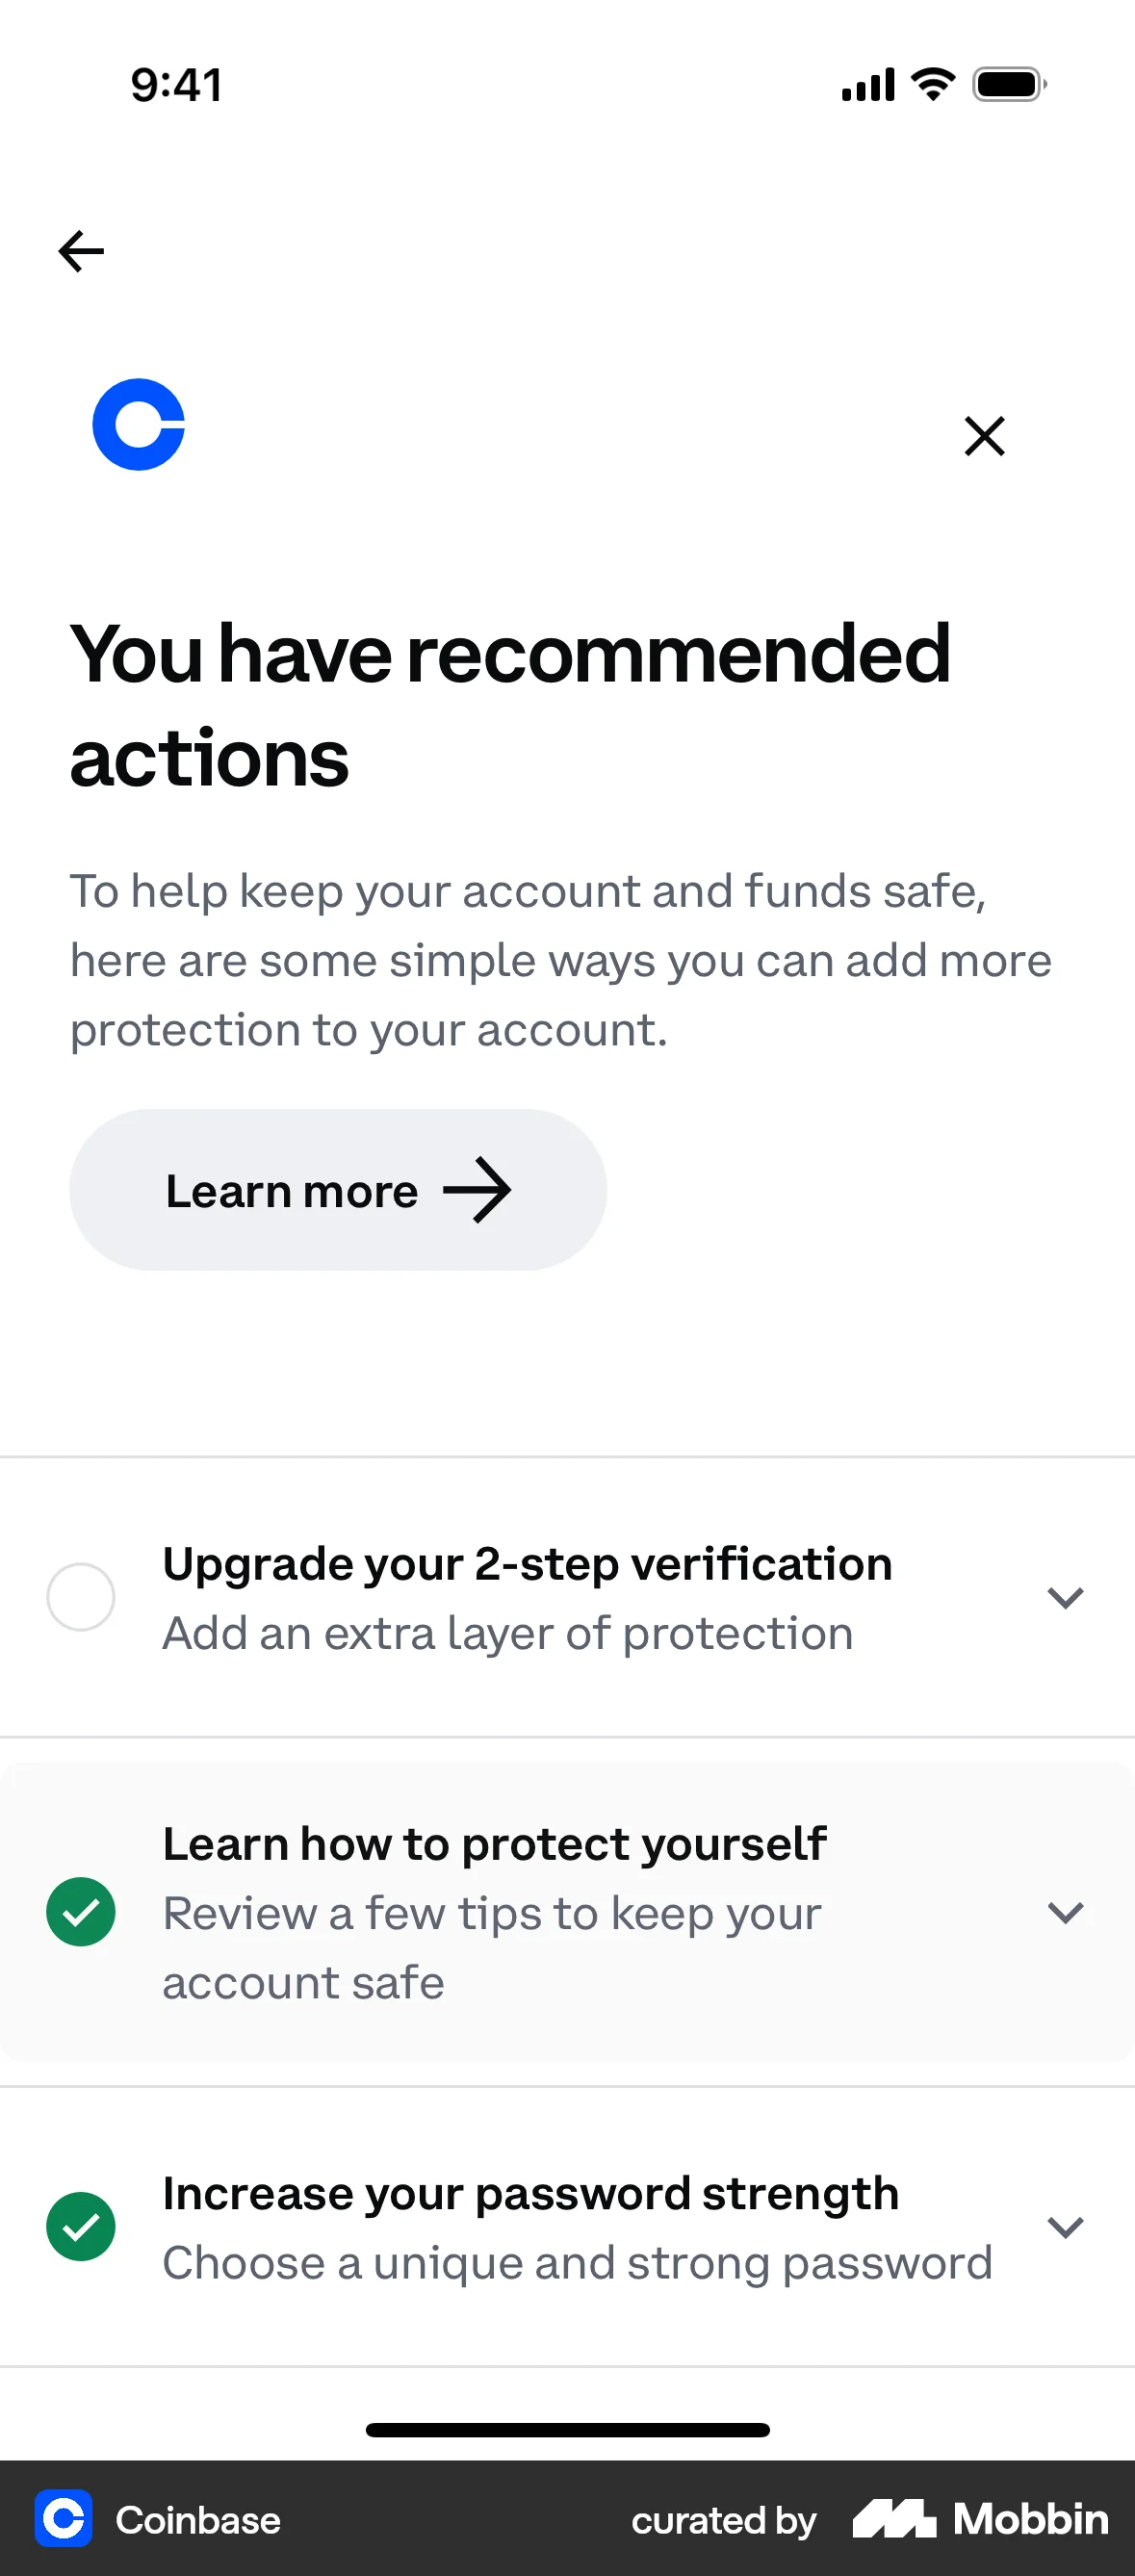 9:41
You have recommended
actions
To help keep your account and funds safe,
here are some simple ways you can add more
protection to your account.
Learn more
Upgrade your 2-step verification
Add an extra layer of protection
Learn how to protect yourself
Review a few tips to keep your
account safe
Increase your password strength
Choose a unique and strong password
Coinbase
curated by Mobbin